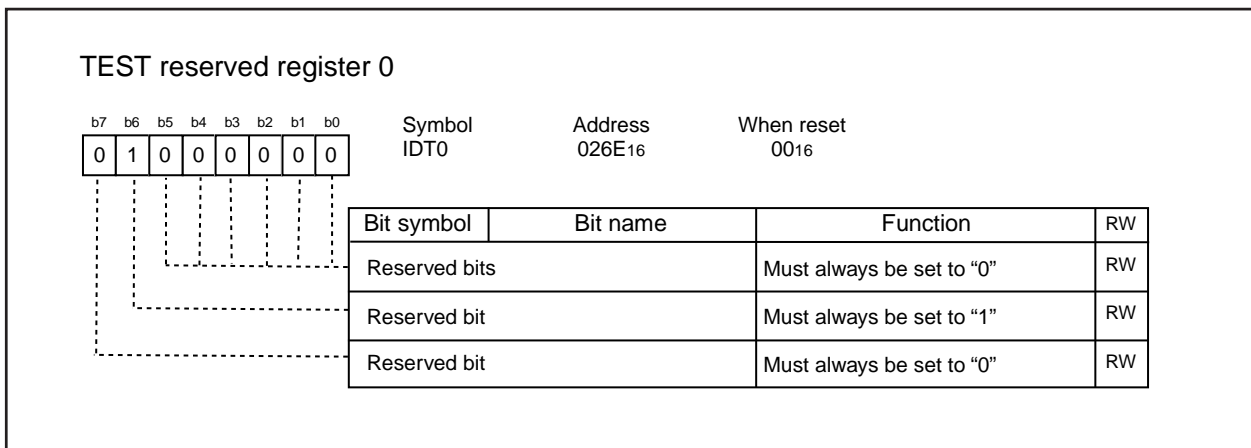 TEST reserved register 0
b7 b6 b5 b4 b3 b2 b1 b0
0 1 0 0 0 0 0 0
Symbol Address When reset
IDT0 026E16 0016
Bit symbol Bit name Function RW
Reserved bits Must always be set to “0” RW
Reserved bit Must always be set to “1” RW
Reserved bit Must always be set to “0” RW